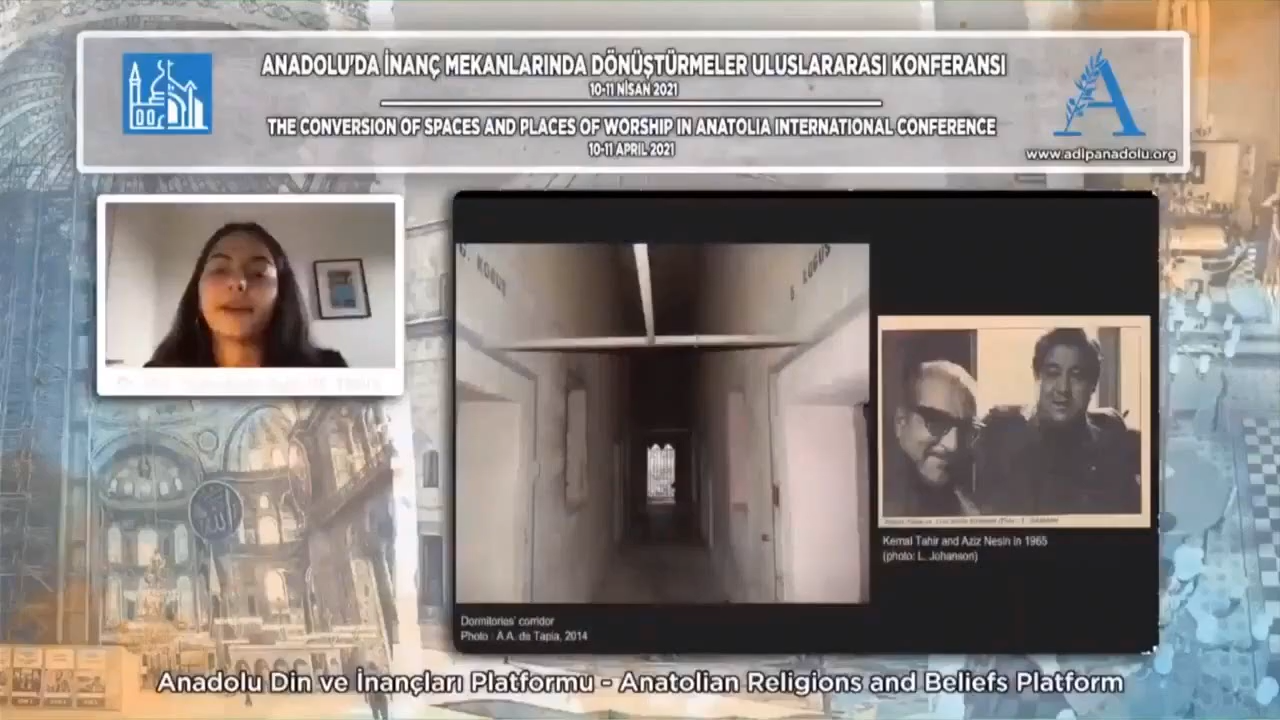 ANADOLU'DA İNANÇ MEKANLARINDA DÖNÜŞTÜRMELER ULUSLARARASI KONFERANSI
10-11 NİSAN 2021
THE CONVERSION OF SPACES AND PLACES OF WORSHIP IN ANATOLIA INTERNATIONAL CONFERENCE
10-11 APRIL 2021
www.adipanadolu.org
KOĞUŞ
Kemal Tahir and Aziz Nesin in 1965
(photo: L. Johanson)
Dormitories' corridor
Photo : A.A. de Tapia, 2014
Anadolu Din ve İnançları Platformu - Anatolian Religions and Beliefs Platform